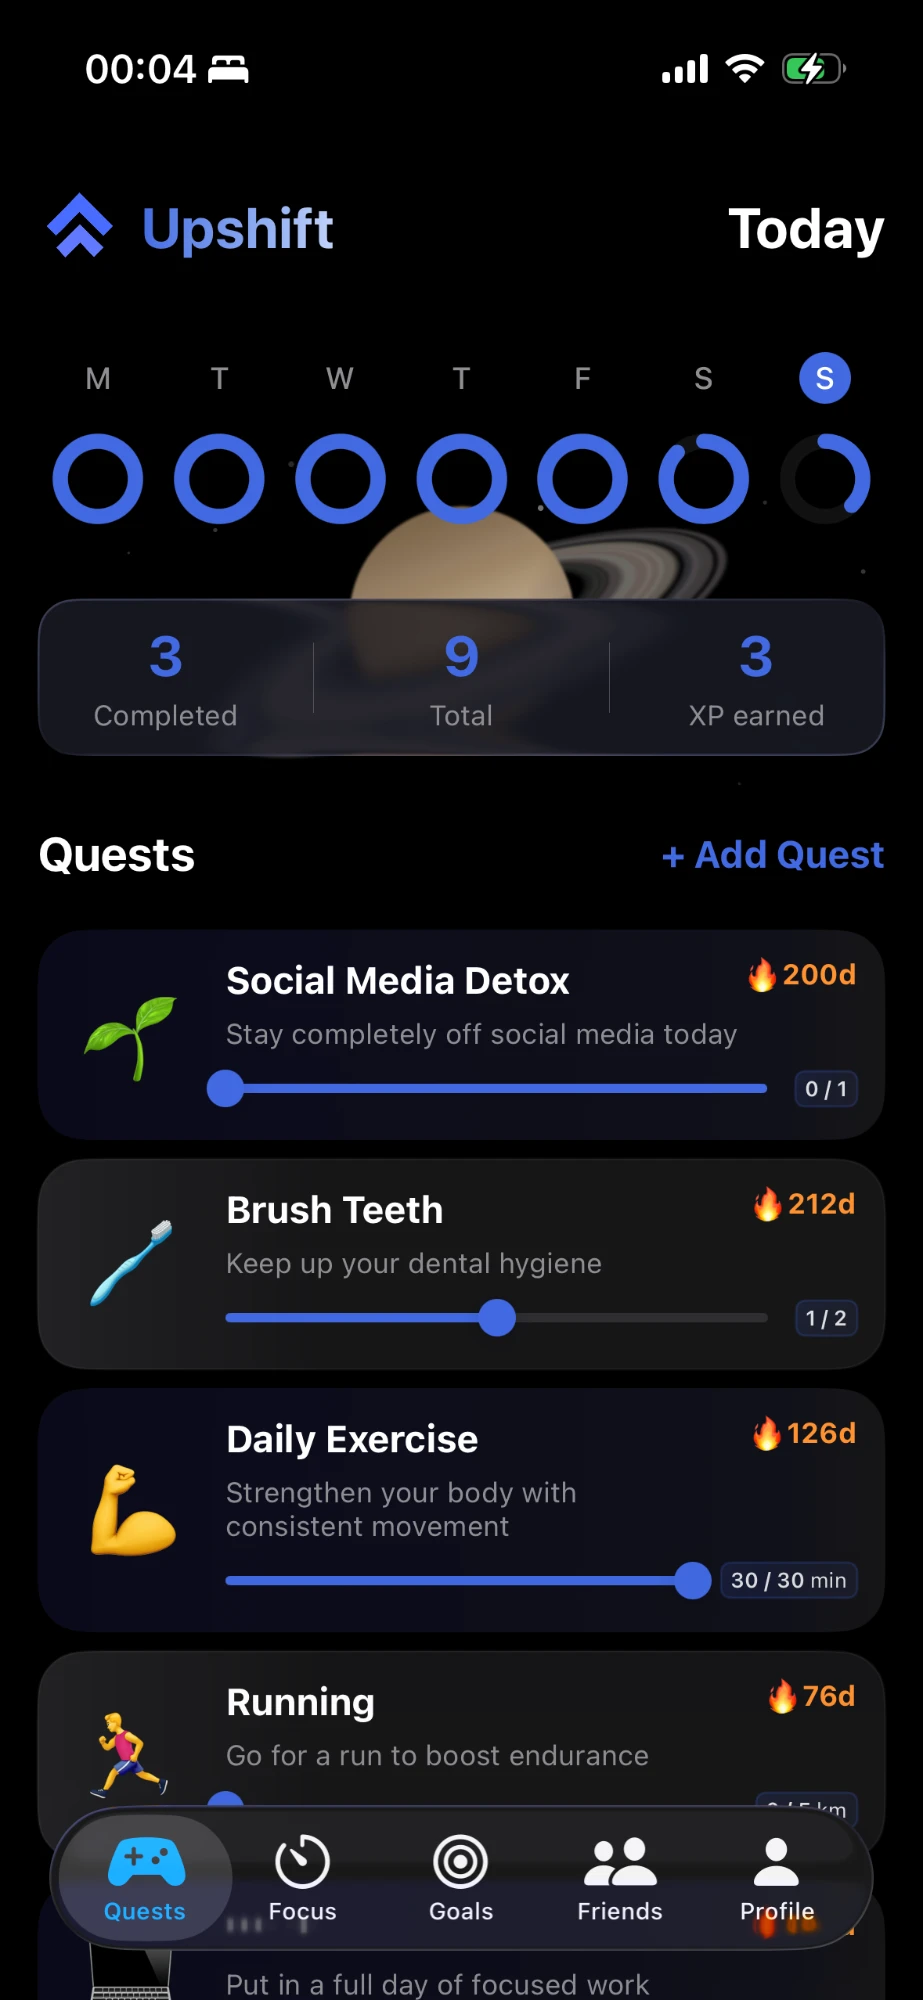 00:04
Upshift
Today
M T W T F S S
3 9 3
Completed Total XP earned
Quests
+ Add Quest
Social Media Detox
200d
Stay completely off social media today
0 / 1
Brush Teeth
212d
Keep up your dental hygiene
1 / 2
Daily Exercise
126d
Strengthen your body with
consistent movement
30 / 30 min
Running
76d
Go for a run to boost endurance
km
Quests Focus Goals Friends Profile
Put in a full day of focused work